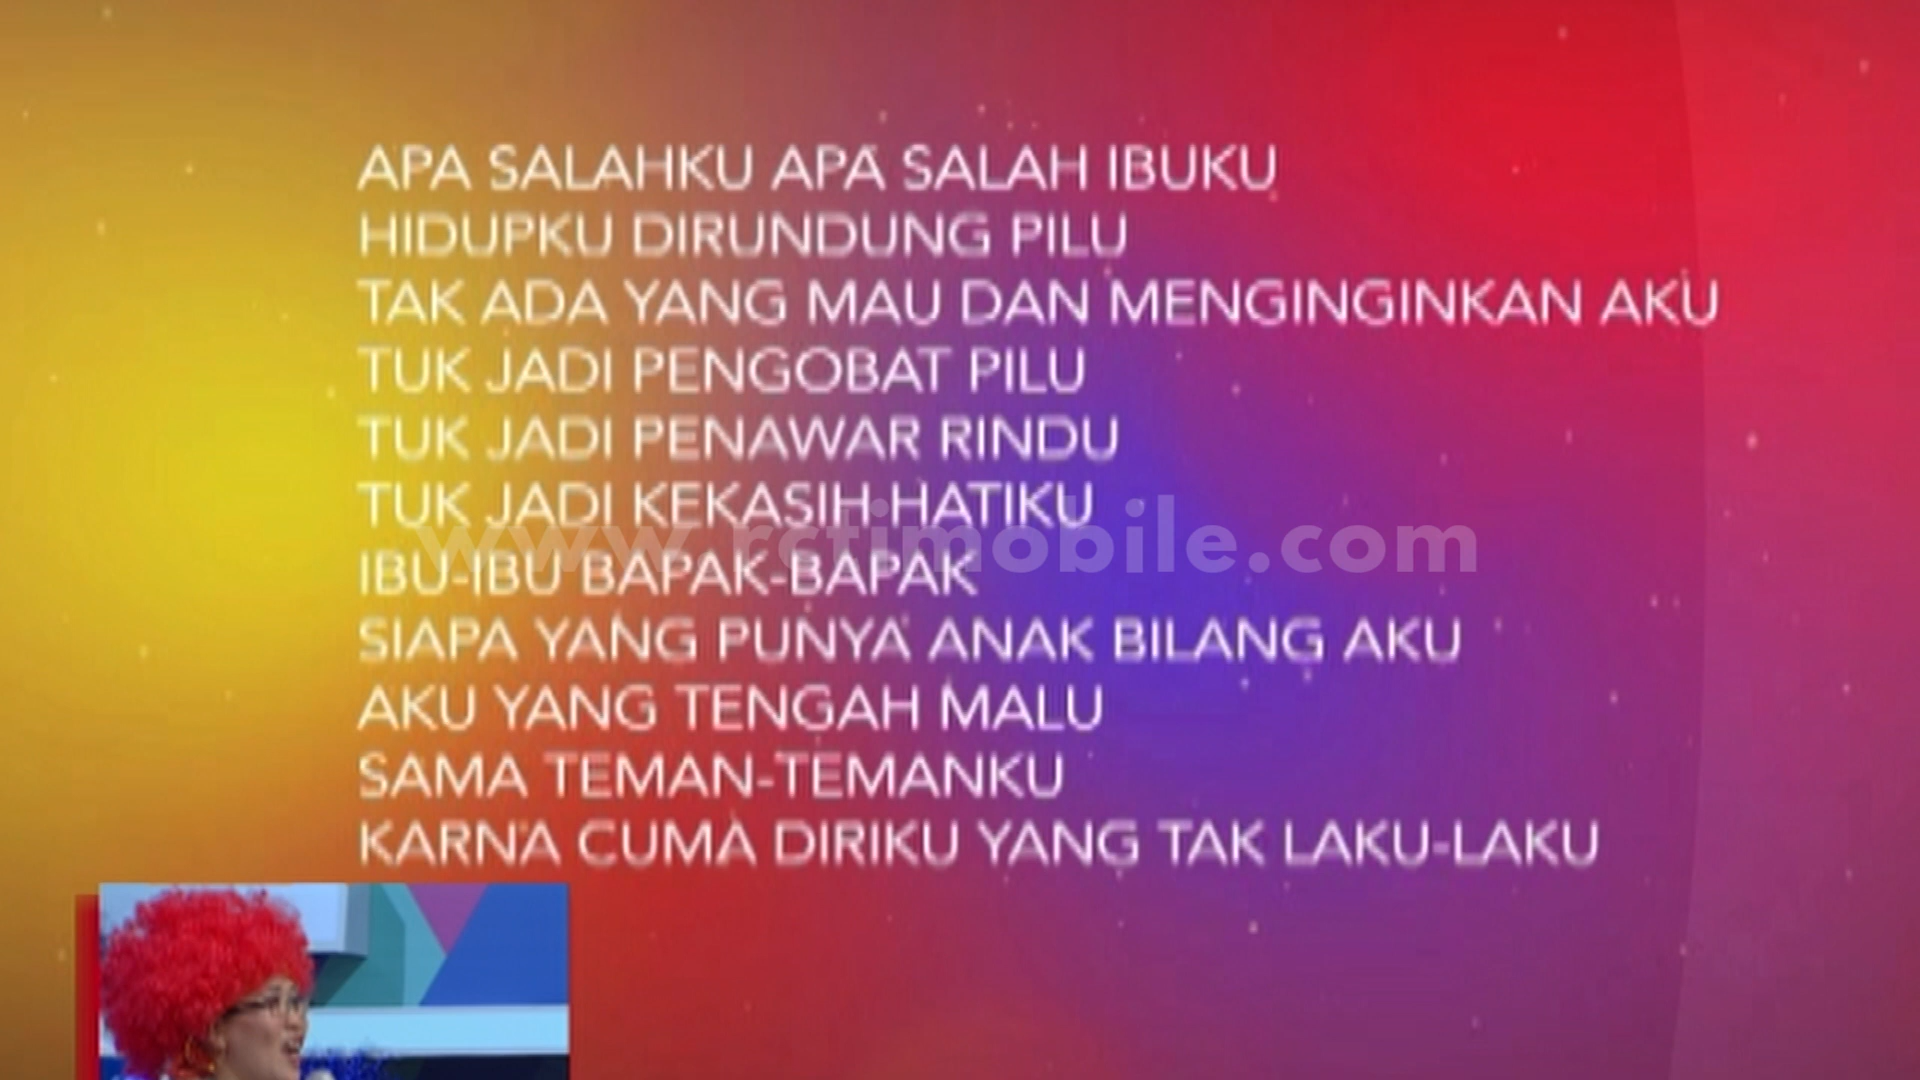 APA SALAHKU APA SALAH IBUKU
HIDUPKU DIRUNDUNG PILU
TAK ADA YANG MAU DAN MENGINGINKAN AKU
TUK JADI PENGOBAT PILU
TUK JADI PENAWAR RINDU
TUK JADI KEKASIH HATIKU
www.rctimobile.com
IBU-IBU BAPAK-BAPAK
SIAPA YANG PUNYA ANAK BILANG AKU
AKU YANG TENGAH MALU
SAMA TEMAN-TEMANKU
KARNA CUMA DIRIKU YANG TAK LAKU-LAKU